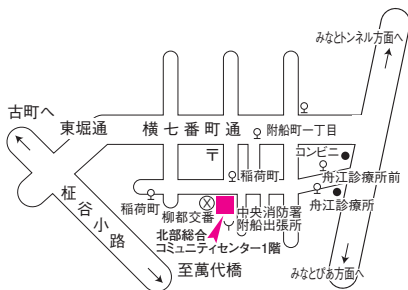 みなとトンネル方面へ
古町へ
東堀通
横七番町通
附船町一丁目
〒
コンビニ
稲荷町
舟江診療所前
稲荷町
柳都交番
中央消防署
附船出張所
舟江診療所
柾谷小路
北部総合
コミュニティセンター1階
至萬代橋
みなとぴあ方面へ